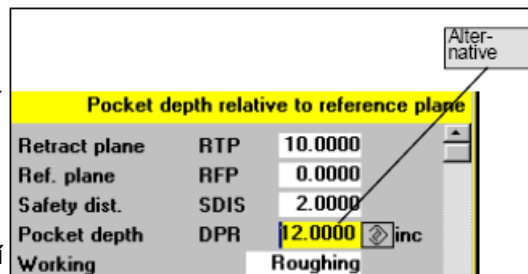 Alter-
native
Pocket depth relative to reference plane
Retract plane RTP 10.0000
Ref. plane RFP 0.0000
Safety dist. SDIS 2.0000
Pocket depth DPR 12.0000 inc
Working Roughing
í